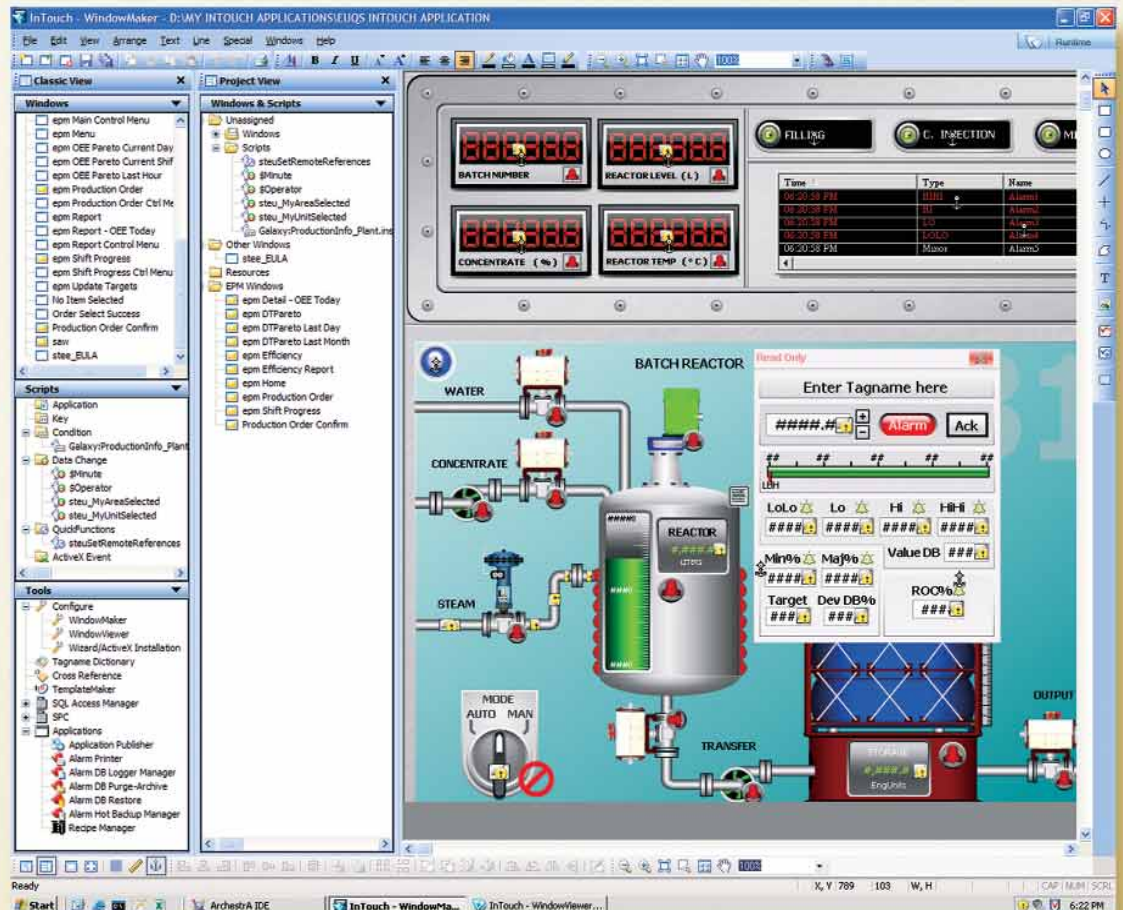 InTouch - WindowMaker - D:\MY INTOUCH APPLICATIONS\EUQS INTOUCH APPLICATION
File Edit View Arrange Text Line Special Windows Help
Runtime
Classic View
Windows
epm Main Control Menu
epm Menu
epm OEE Pareto Current Day
epm OEE Pareto Current Shif
epm OEE Pareto Last Hour
epm Production Order
epm Production Order Ctrl Me
epm Report
epm Report - OEE Today
epm Report Control Menu
epm Shift Progress
epm Shift Progress Ctrl Menu
epm Update Targets
No Item Selected
Order Select Success
Production Order Confirm
saw
stee_EULA
Scripts
Application
Key
Condition
Galaxy:ProductionInfo_Plant
Data Change
$Minute
$Operator
steu_MyAreaSelected
steu_MyUnitSelected
QuickFunctions
steuSetRemoteReferences
ActiveX Event
Tools
Configure
WindowMaker
WindowViewer
Wizard/ActiveX Installation
Tagname Dictionary
Cross Reference
TemplateMaker
SQL Access Manager
SPC
Applications
Application Publisher
Alarm Printer
Alarm DB Logger Manager
Alarm DB Purge-Archive
Alarm DB Restore
Alarm Hot Backup Manager
Recipe Manager
Project View
Windows & Scripts
Unassigned
Windows
Scripts
steuSetRemoteReferences
$Minute
$Operator
steu_MyAreaSelected
steu_MyUnitSelected
Galaxy:ProductionInfo_Plant.ins
Other Windows
stee_EULA
Resources
EPM Windows
epm Detail - OEE Today
epm DTPareto
epm DTPareto Last Day
epm DTPareto Last Month
epm Efficiency
epm Efficiency Report
epm Home
epm Production Order
epm Shift Progress
Production Order Confirm
BATCH NUMBER
REACTOR LEVEL (L)
CONCENTRATE (%)
REACTOR TEMP (°C)
FILLING
C. INJECTION
Time Type Name
06:20:58 PM HIHI Alarm1
06:20:58 PM HI Alarm2
06:20:58 PM LO Alarm3
06:20:58 PM LOLO Alarm4
06:20:58 PM Minor Alarm5
BATCH REACTOR
WATER
CONCENTRATE
STEAM
REACTOR
#,###.#
LITERS
####0
###0
###0
MODE
AUTO MAN
TRANSFER
STORAGE
#,###.#
EngUnits
OUTPUT
Read Only
Enter Tagname here
####.#
+
-
Alarm
Ack
## ## ## ## ##
LoLo Lo Hi HiHi
#### #### #### ####
Min% Maj% Value DB ###
#### ####
ROC%
###
Target Dev DB%
### ###
Ready
X, Y 789 103 W, H
CAP NUM SCRL
Start
ArchestrA IDE
InTouch - WindowMa...
InTouch - WindowViewer...
6:22 PM